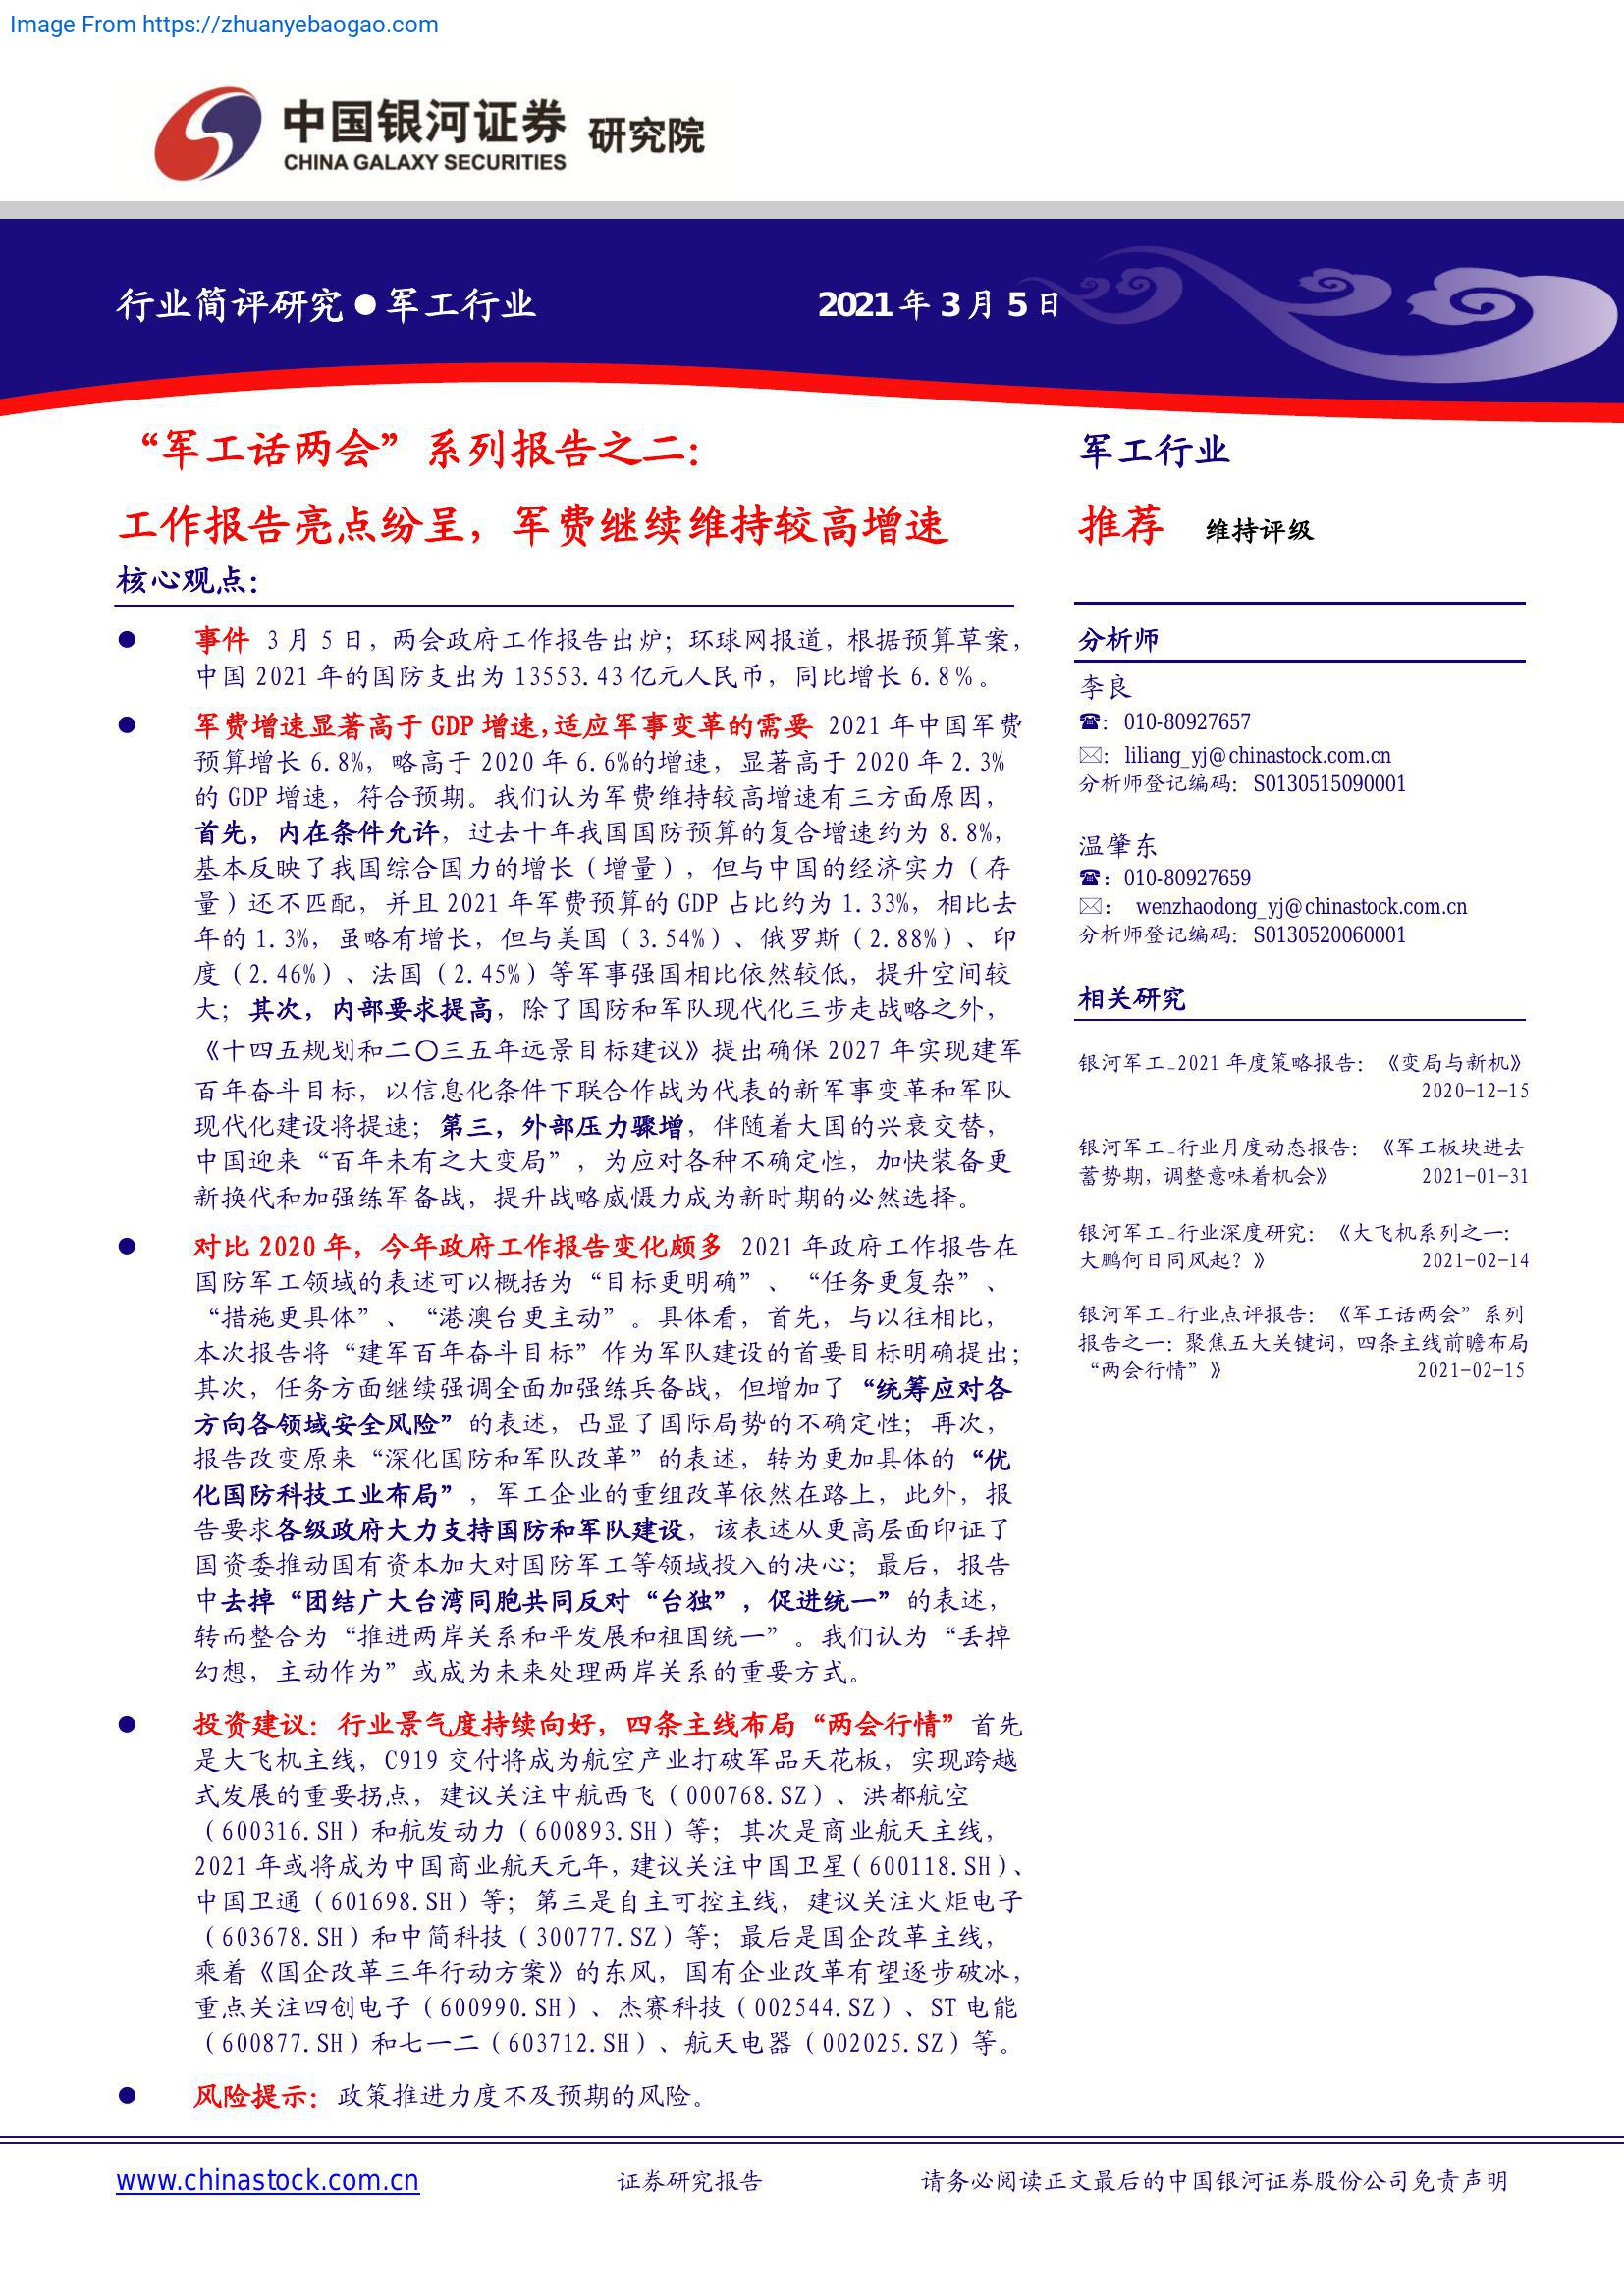 Image From https://zhuanyebaogao.com
中国银河证券 研究院
CHINA GALAXY SECURITIES
行业简评研究●军工行业
2021 年 3 月 5 日
“军工话两会”系列报告之二：
工作报告亮点纷呈，军费继续维持较高增速
核心观点：
● 事件 3 月 5 日，两会政府工作报告出炉；环球网报道，根据预算草案，
中国 2021 年的国防支出为 13553.43 亿元人民币，同比增长 6.8%。
● 军费增速显著高于 GDP 增速，适应军事变革的需要 2021 年中国军费
预算增长 6.8%，略高于 2020 年 6.6%的增速，显著高于 2020 年 2.3%
的 GDP 增速，符合预期。我们认为军费维持较高增速有三方面原因，
首先，内在条件允许，过去十年我国国防预算的复合增速约为 8.8%，
基本反映了我国综合国力的增长（增量），但与中国的经济实力（存
量）还不匹配，并且 2021 年军费预算的 GDP 占比约为 1.33%，相比去
年的 1.3%，虽略有增长，但与美国（3.54%）、俄罗斯（2.88%）、印
度（2.46%）、法国（2.45%）等军事强国相比依然较低，提升空间较
大；其次，内部要求提高，除了国防和军队现代化三步走战略之外，
《十四五规划和二〇三五年远景目标建议》提出确保 2027 年实现建军
百年奋斗目标，以信息化条件下联合作战为代表的新军事变革和军队
现代化建设将提速；第三，外部压力骤增，伴随着大国的兴衰交替，
中国迎来“百年未有之大变局”，为应对各种不确定性，加快装备更
新换代和加强练军备战，提升战略威慑力成为新时期的必然选择。
● 对比 2020 年，今年政府工作报告变化颇多 2021 年政府工作报告在
国防军工领域的表述可以概括为“目标更明确”、“任务更复杂”、
“措施更具体”、“港澳台更主动”。具体看，首先，与以往相比，
本次报告将“建军百年奋斗目标”作为军队建设的首要目标明确提出；
其次，任务方面继续强调全面加强练兵备战，但增加了“统筹应对各
方向各领域安全风险”的表述，凸显了国际局势的不确定性；再次，
报告改变原来“深化国防和军队改革”的表述，转为更加具体的“优
化国防科技工业布局”，军工企业的重组改革依然在路上，此外，报
告要求各级政府大力支持国防和军队建设，该表述从更高层面印证了
国资委推动国有资本加大对国防军工等领域投入的决心；最后，报告
中去掉“团结广大台湾同胞共同反对“台独”，促进统一”的表述，
转而整合为“推进两岸关系和平发展和祖国统一”。我们认为“丢掉
幻想，主动作为”或成为未来处理两岸关系的重要方式。
● 投资建议：行业景气度持续向好，四条主线布局“两会行情”首先
是大飞机主线，C919 交付将成为航空产业打破军品天花板，实现跨越
式发展的重要拐点，建议关注中航西飞（000768.SZ）、洪都航空
（600316.SH）和航发动力（600893.SH）等；其次是商业航天主线，
2021 年或将成为中国商业航天元年，建议关注中国卫星（600118.SH）、
中国卫通（601698.SH）等；第三是自主可控主线，建议关注火炬电子
（603678.SH）和中简科技（300777.SZ）等；最后是国企改革主线，
乘着《国企改革三年行动方案》的东风，国有企业改革有望逐步破冰，
重点关注四创电子（600990.SH）、杰赛科技（002544.SZ）、ST 电能
（600877.SH）和七一二（603712.SH）、航天电器（002025.SZ）等。
● 风险提示：政策推进力度不及预期的风险。
军工行业
推荐 维持评级
分析师
李良
☎：010-80927657
✉：liliang_yj@chinastock.com.cn
分析师登记编码：S0130515090001
温肇东
☎：010-80927659
✉： wenzhaodong_yj@chinastock.com.cn
分析师登记编码：S0130520060001
相关研究
银河军工_2021 年度策略报告：《变局与新机》
2020-12-15
银河军工_行业月度动态报告：《军工板块进去
蓄势期，调整意味着机会》 2021-01-31
银河军工_行业深度研究：《大飞机系列之一：
大鹏何日同风起？》 2021-02-14
银河军工_行业点评报告：《军工话两会”系列
报告之一：聚焦五大关键词，四条主线前瞻布局
“两会行情”》 2021-02-15
www.chinastock.com.cn 证券研究报告 请务必阅读正文最后的中国银河证券股份公司免责声明